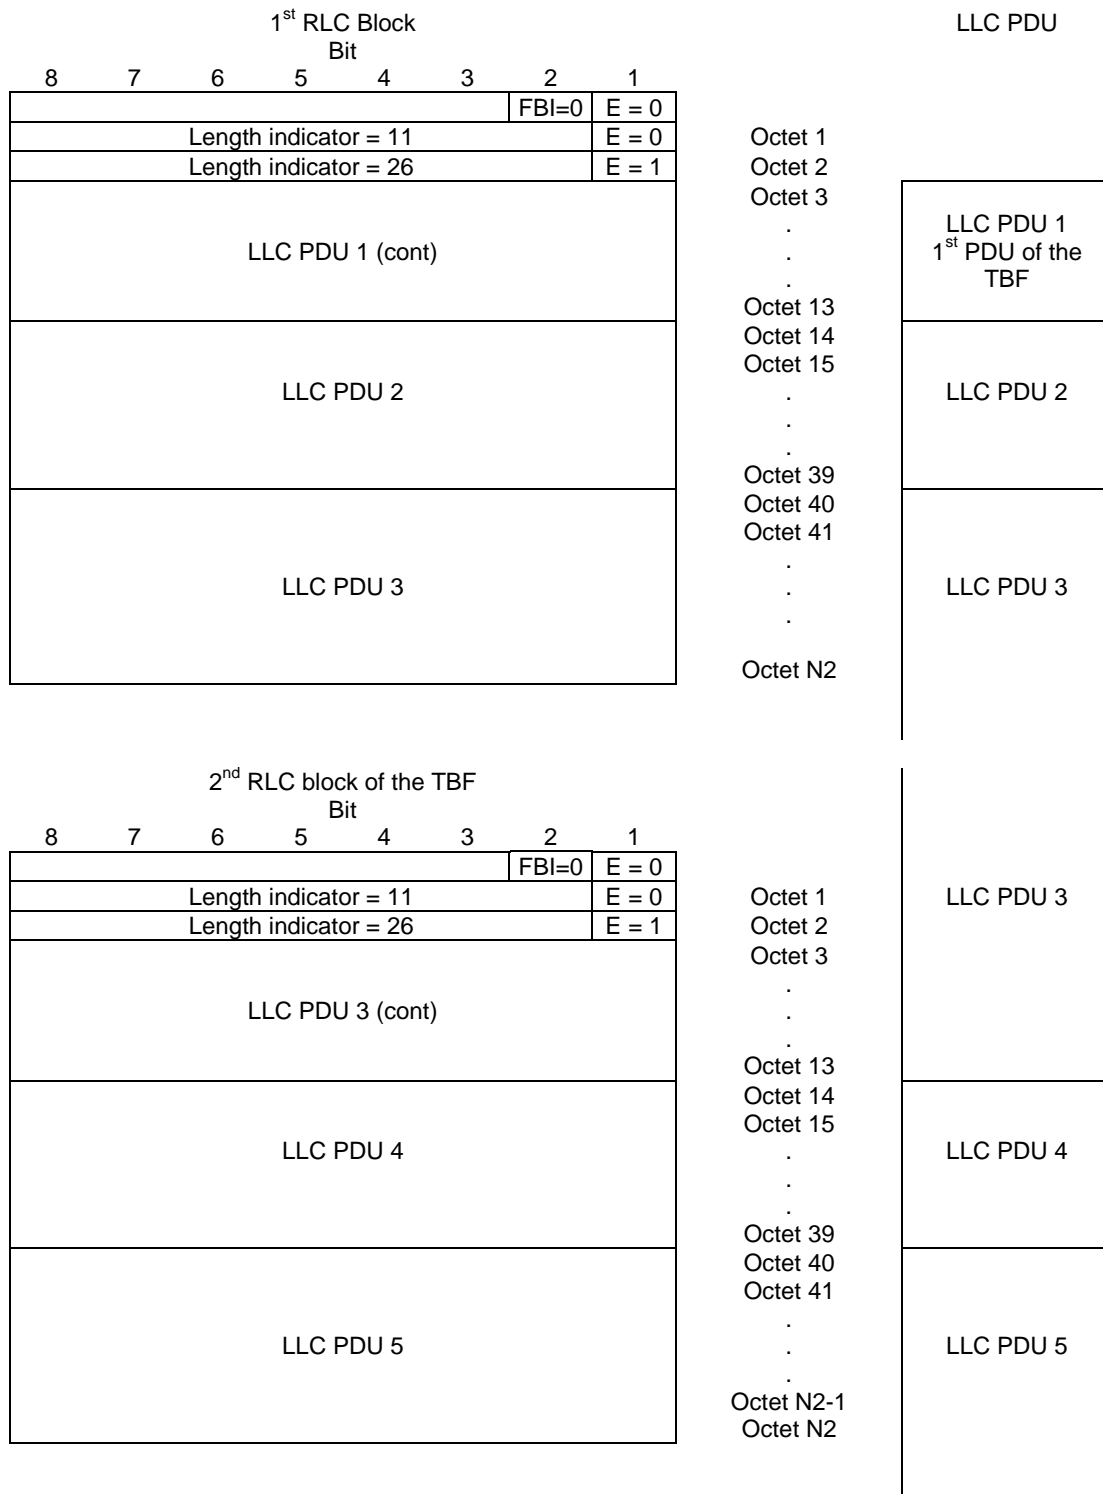 1st RLC Block LLC PDU
Bit
8 7 6 5 4 3 2 1
FBI=0 E = 0
Length indicator = 11 E = 0 Octet 1
Length indicator = 26 E = 1 Octet 2
Octet 3
.
LLC PDU 1 (cont) . LLC PDU 1
1st PDU of the
TBF
.
Octet 13
Octet 14
Octet 15
LLC PDU 2 . LLC PDU 2
.
.
Octet 39
Octet 40
Octet 41
.
LLC PDU 3 . LLC PDU 3
.
Octet N2
2nd RLC block of the TBF
Bit
8 7 6 5 4 3 2 1
FBI=0 E = 0
Length indicator = 11 E = 0 Octet 1 LLC PDU 3
Length indicator = 26 E = 1 Octet 2
Octet 3
.
LLC PDU 3 (cont) .
.
Octet 13
Octet 14
Octet 15
LLC PDU 4 . LLC PDU 4
.
.
Octet 39
Octet 40
Octet 41
.
LLC PDU 5 . LLC PDU 5
.
Octet N2-1
Octet N2